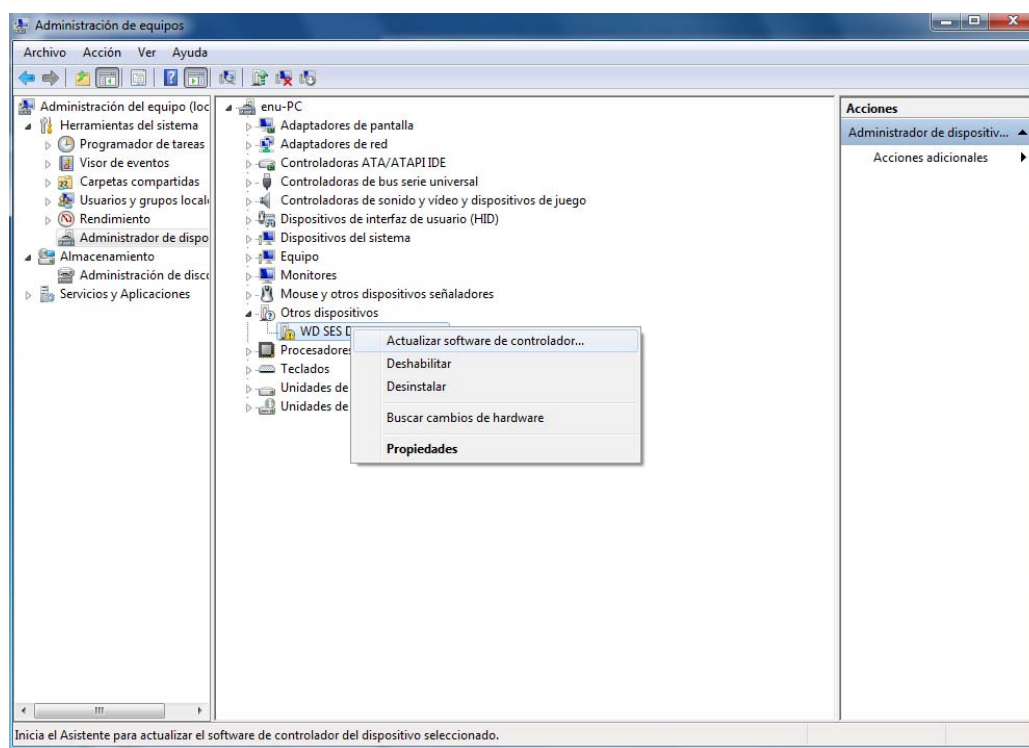 Administración de equipos
Archivo Acción Ver Ayuda
Administración del equipo (loc
Herramientas del sistema
Programador de tareas
Visor de eventos
Carpetas compartidas
Usuarios y grupos local
Rendimiento
Administrador de dispo
Almacenamiento
Administración de disco
Servicios y Aplicaciones
enu-PC
Adaptadores de pantalla
Adaptadores de red
Controladoras ATA/ATAPI IDE
Controladoras de bus serie universal
Controladoras de sonido y vídeo y dispositivos de juego
Dispositivos de interfaz de usuario (HID)
Dispositivos del sistema
Equipo
Monitores
Mouse y otros dispositivos señaladores
Otros dispositivos
WD SES D
Procesadores
Teclados
Unidades de
Unidades de
Actualizar software de controlador...
Deshabilitar
Desinstalar
Buscar cambios de hardware
Propiedades
Acciones
Administrador de dispositiv...
Acciones adicionales
Inicia el Asistente para actualizar el software de controlador del dispositivo seleccionado.